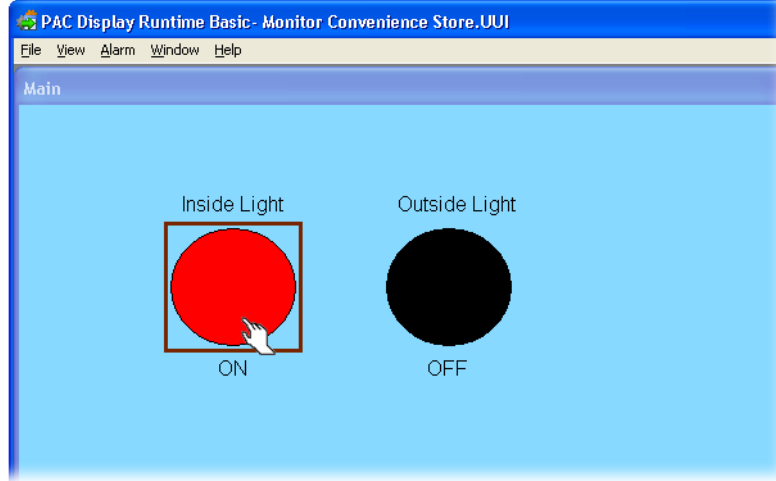 PAC Display Runtime Basic- Monitor Convenience Store.UUI
File View Alarm Window Help
Main
Inside Light Outside Light
ON OFF